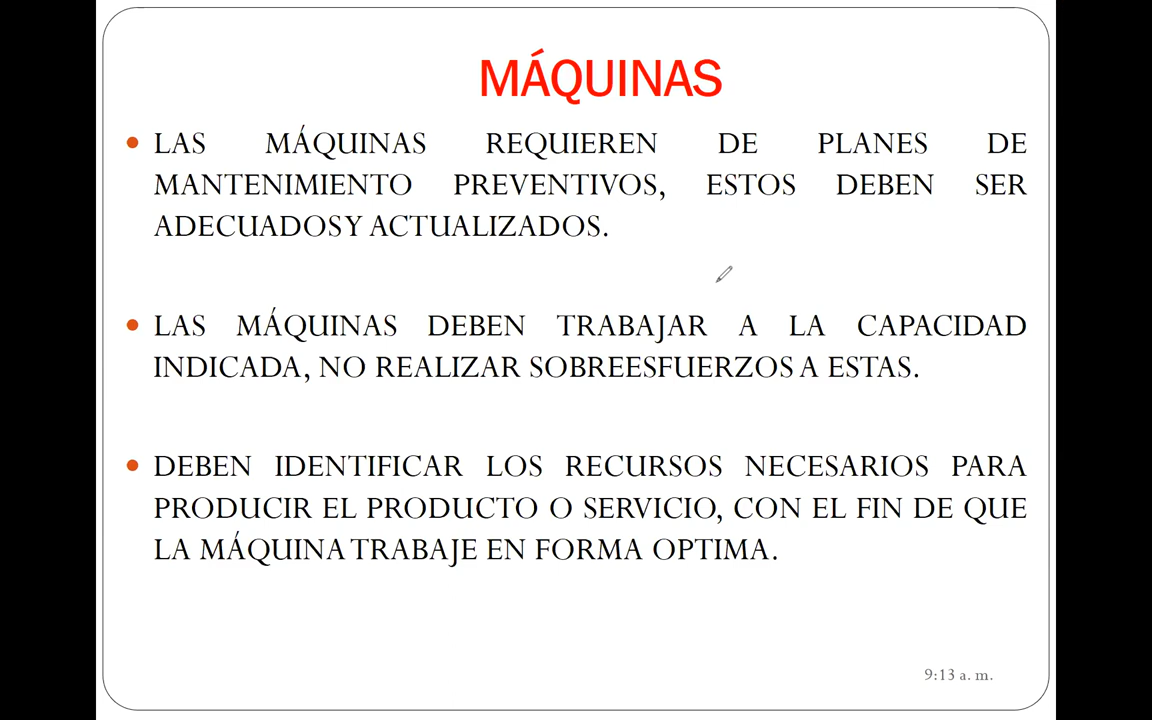 MÁQUINAS
LAS MÁQUINAS REQUIEREN DE PLANES DE
MANTENIMIENTO PREVENTIVOS, ESTOS DEBEN SER
ADECUADOS Y ACTUALIZADOS.
LAS MÁQUINAS DEBEN TRABAJAR A LA CAPACIDAD
INDICADA, NO REALIZAR SOBREESFUERZOS A ESTAS.
DEBEN IDENTIFICAR LOS RECURSOS NECESARIOS PARA
PRODUCIR EL PRODUCTO O SERVICIO, CON EL FIN DE QUE
LA MÁQUINA TRABAJE EN FORMA OPTIMA.
9:13 a. m.